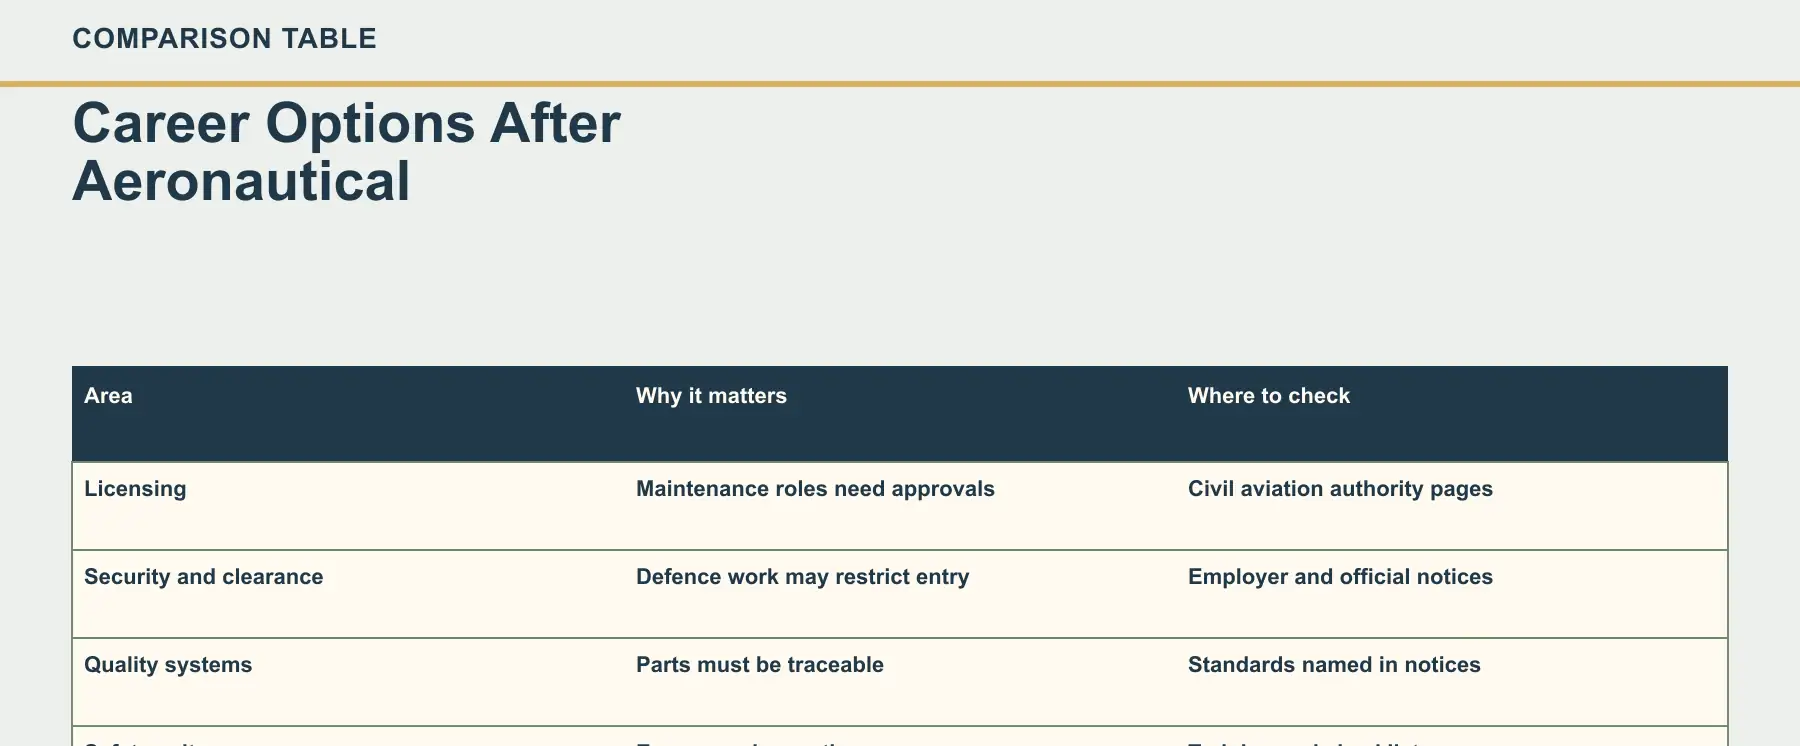 COMPARISON TABLE
Career Options After
Aeronautical
Area Why it matters Where to check
Licensing Maintenance roles need approvals Civil aviation authority pages
Security and clearance Defence work may restrict entry Employer and official notices
Quality systems Parts must be traceable Standards named in notices